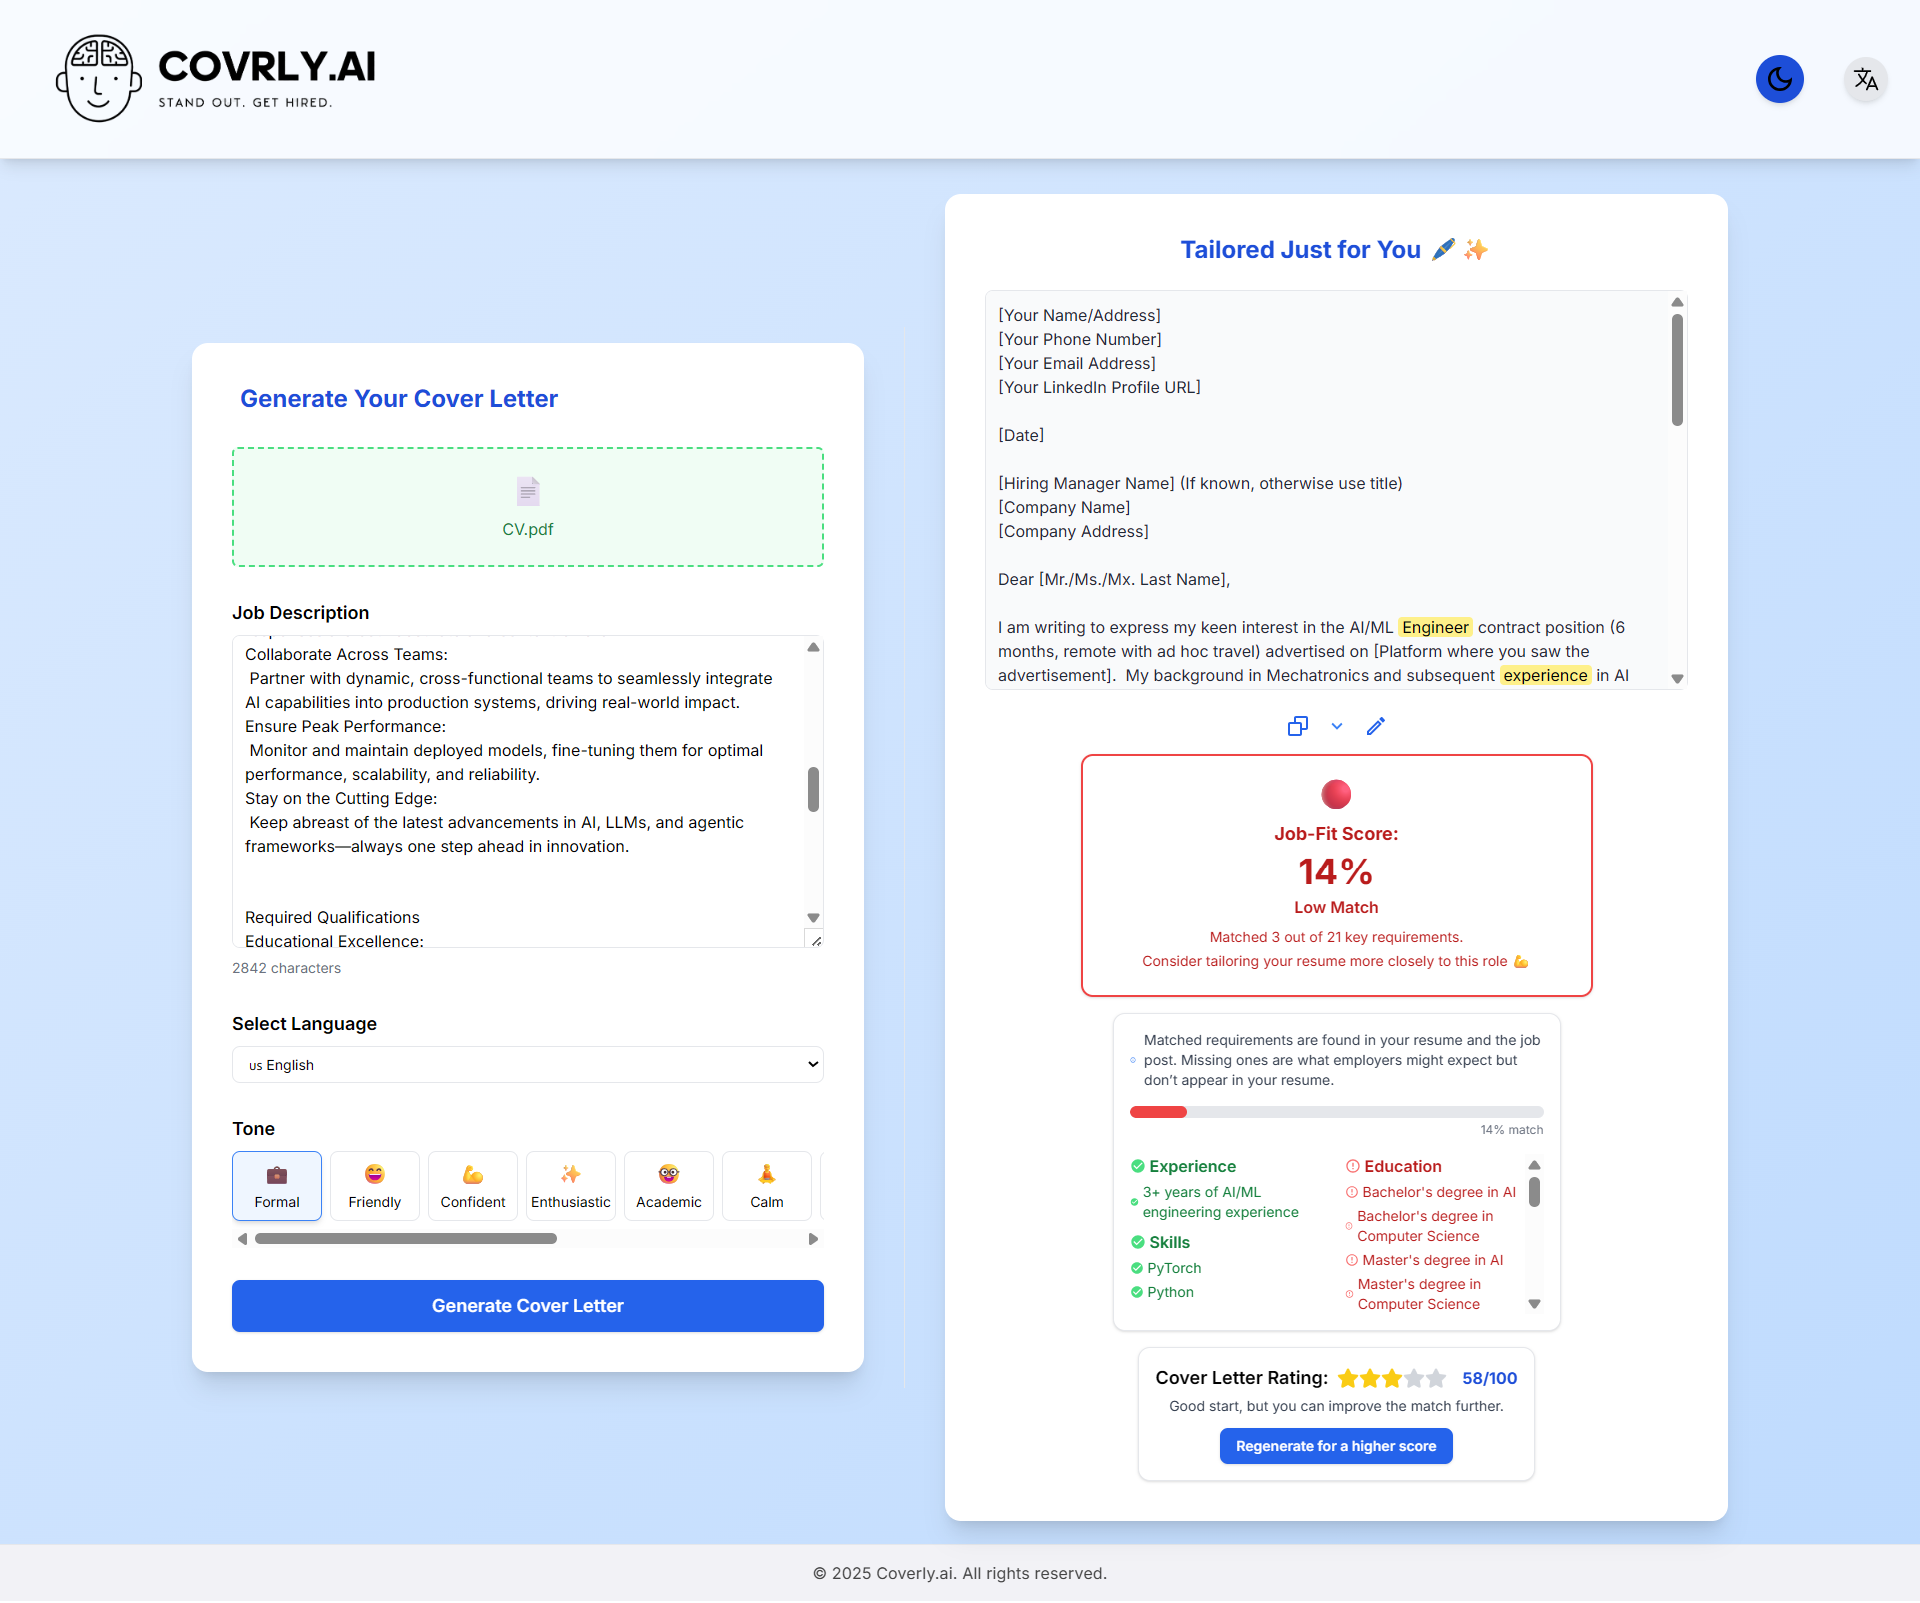 COVRLY.AI
STAND OUT. GET HIRED.
Generate Your Cover Letter
CV.pdf
Job Description
Collaborate Across Teams:
Partner with dynamic, cross-functional teams to seamlessly integrate
AI capabilities into production systems, driving real-world impact.
Ensure Peak Performance:
Monitor and maintain deployed models, fine-tuning them for optimal
performance, scalability, and reliability.
Stay on the Cutting Edge:
Keep abreast of the latest advancements in AI, LLMs, and agentic
frameworks—always one step ahead in innovation.
Required Qualifications
Educational Excellence:
2842 characters
Select Language
US English
Tone
Formal
Friendly
Confident
Enthusiastic
Academic
Calm
Generate Cover Letter
Tailored Just for You
[Your Name/Address]
[Your Phone Number]
[Your Email Address]
[Your LinkedIn Profile URL]
[Date]
[Hiring Manager Name] (If known, otherwise use title)
[Company Name]
[Company Address]
Dear [Mr./Ms./Mx. Last Name],
I am writing to express my keen interest in the AI/ML Engineer contract position (6
months, remote with ad hoc travel) advertised on [Platform where you saw the
advertisement].  My background in Mechatronics and subsequent experience in AI
Job-Fit Score:
14%
Low Match
Matched 3 out of 21 key requirements.
Consider tailoring your resume more closely to this role
Matched requirements are found in your resume and the job
post. Missing ones are what employers might expect but
don’t appear in your resume.
14% match
Experience
3+ years of AI/ML
engineering experience
Skills
PyTorch
Python
Education
Bachelor's degree in AI
Bachelor's degree in
Computer Science
Master's degree in AI
Master's degree in
Computer Science
Cover Letter Rating: 58/100
Good start, but you can improve the match further.
Regenerate for a higher score
© 2025 Coverly.ai. All rights reserved.